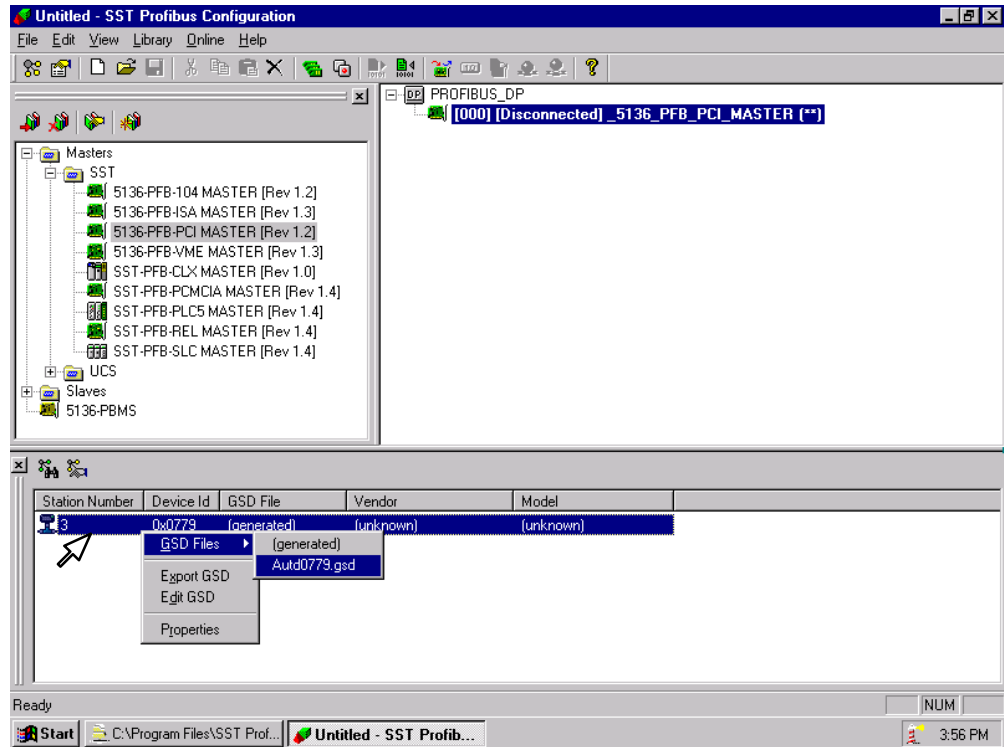 Untitled - SST Profibus Configuration
File Edit View Library Online Help
PROFIBUS_DP
[000] [Disconnected] _5136_PFB_PCI_MASTER (**)
Masters
SST
5136-PFB-104 MASTER [Rev 1.2]
5136-PFB-ISA MASTER [Rev 1.3]
5136-PFB-PCI MASTER [Rev 1.2]
5136-PFB-VME MASTER [Rev 1.3]
SST-PFB-CLX MASTER [Rev 1.0]
SST-PFB-PCMCIA MASTER [Rev 1.4]
SST-PFB-PLC5 MASTER [Rev 1.4]
SST-PFB-REL MASTER [Rev 1.4]
SST-PFB-SLC MASTER [Rev 1.4]
UCS
Slaves
5136-PBMS
Station Number Device Id GSD File Vendor Model
3 0x0779 (generated) (unknown) (unknown)
GSD Files
(generated)
Autd0779.gsd
Export GSD
Edit GSD
Properties
Ready NUM
Start C:\Program Files\SST Prof... Untitled - SST Profib... 3:56 PM